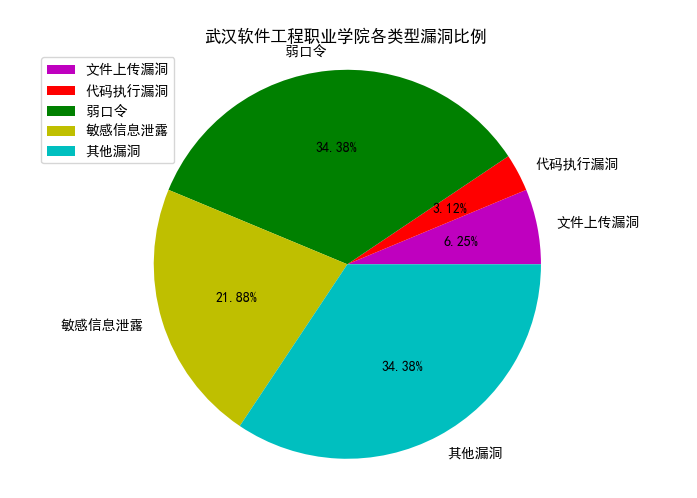 武汉软件工程职业学院各类型漏洞比例
弱口令
文件上传漏洞
代码执行漏洞
弱口令
敏感信息泄露
其他漏洞
34.38%
代码执行漏洞
3.12%
文件上传漏洞
6.25%
21.88%
敏感信息泄露
34.38%
其他漏洞